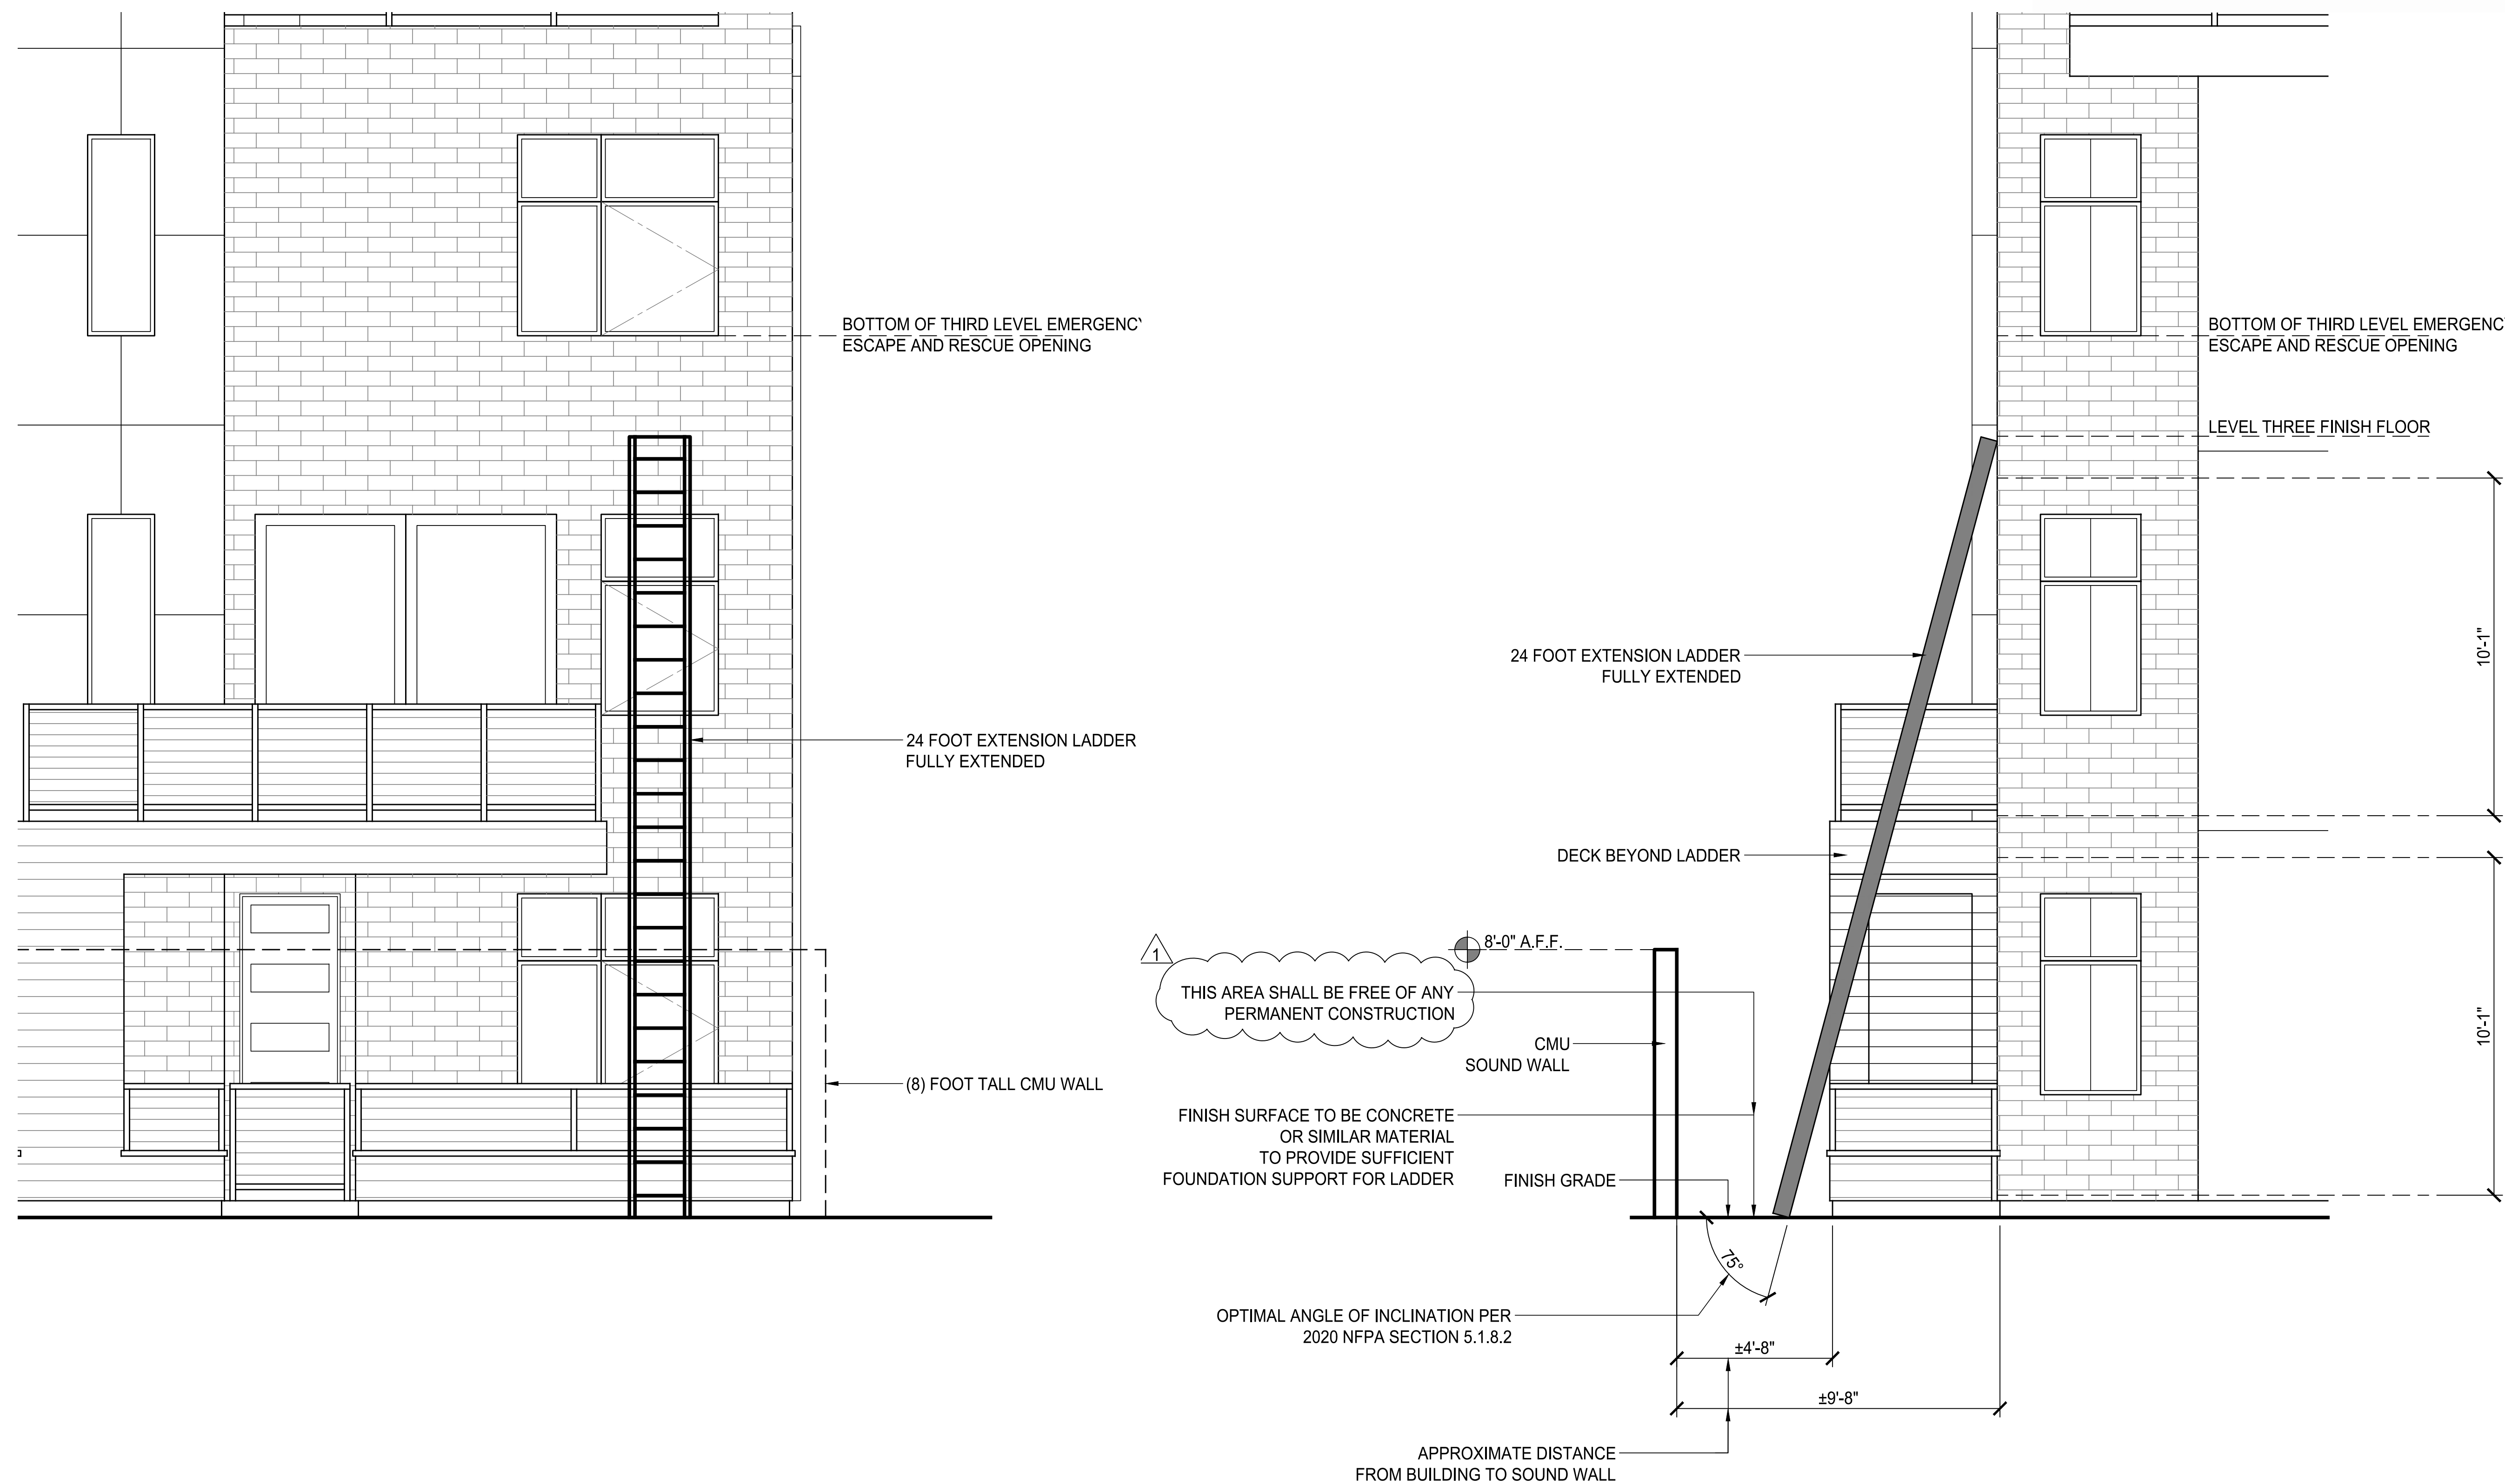 BOTTOM OF THIRD LEVEL EMERGENC
ESCAPE AND RESCUE OPENING
24 FOOT EXTENSION LADDER
FULLY EXTENDED
(8) FOOT TALL CMU WALL
BOTTOM OF THIRD LEVEL EMERGENC
ESCAPE AND RESCUE OPENING
LEVEL THREE FINISH FLOOR
10'-1"
24 FOOT EXTENSION LADDER
FULLY EXTENDED
DECK BEYOND LADDER
10'-1"
8'-0" A.F.F.
1
THIS AREA SHALL BE FREE OF ANY
PERMANENT CONSTRUCTION
CMU
SOUND WALL
FINISH SURFACE TO BE CONCRETE
OR SIMILAR MATERIAL
TO PROVIDE SUFFICIENT
FOUNDATION SUPPORT FOR LADDER
FINISH GRADE
75°
OPTIMAL ANGLE OF INCLINATION PER
2020 NFPA SECTION 5.1.8.2
±4'-8"
±9'-8"
APPROXIMATE DISTANCE
FROM BUILDING TO SOUND WALL